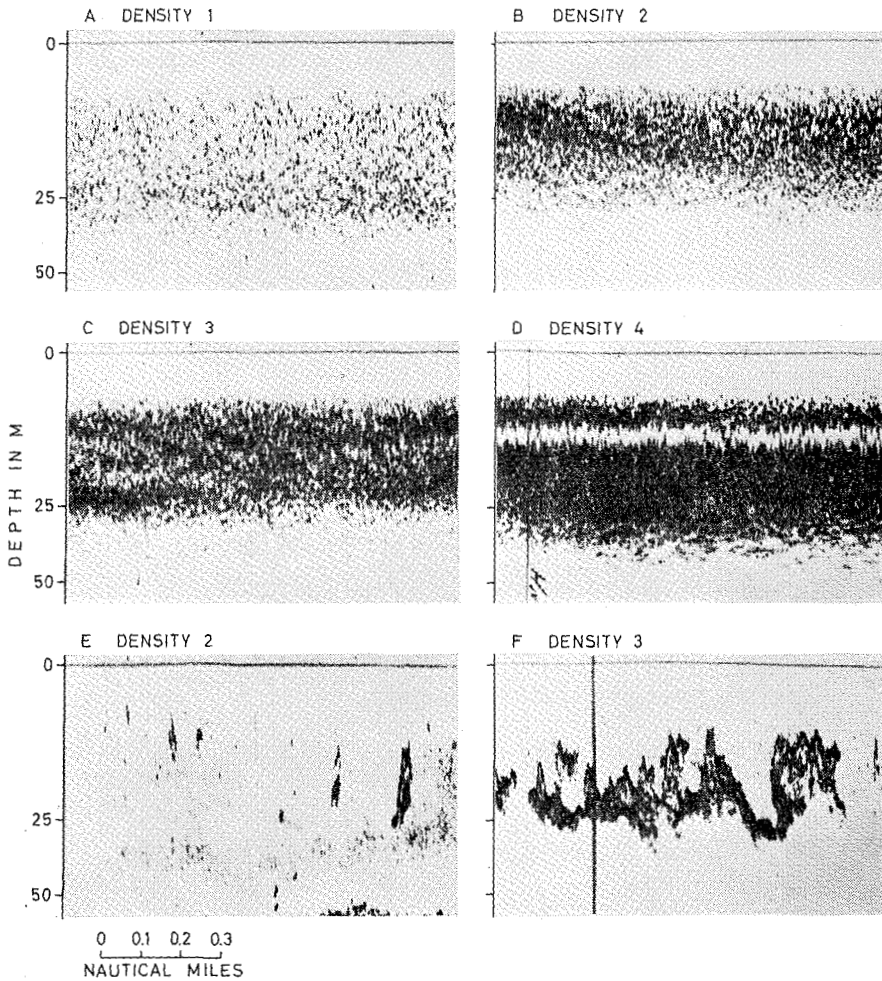 A DENSITY 1
B DENSITY 2
0
25
50
C DENSITY 3
D DENSITY 4
0
25
50
DEPTH IN M
E DENSITY 2
F DENSITY 3
0
25
50
0 0.1 0.2 0.3
NAUTICAL MILES